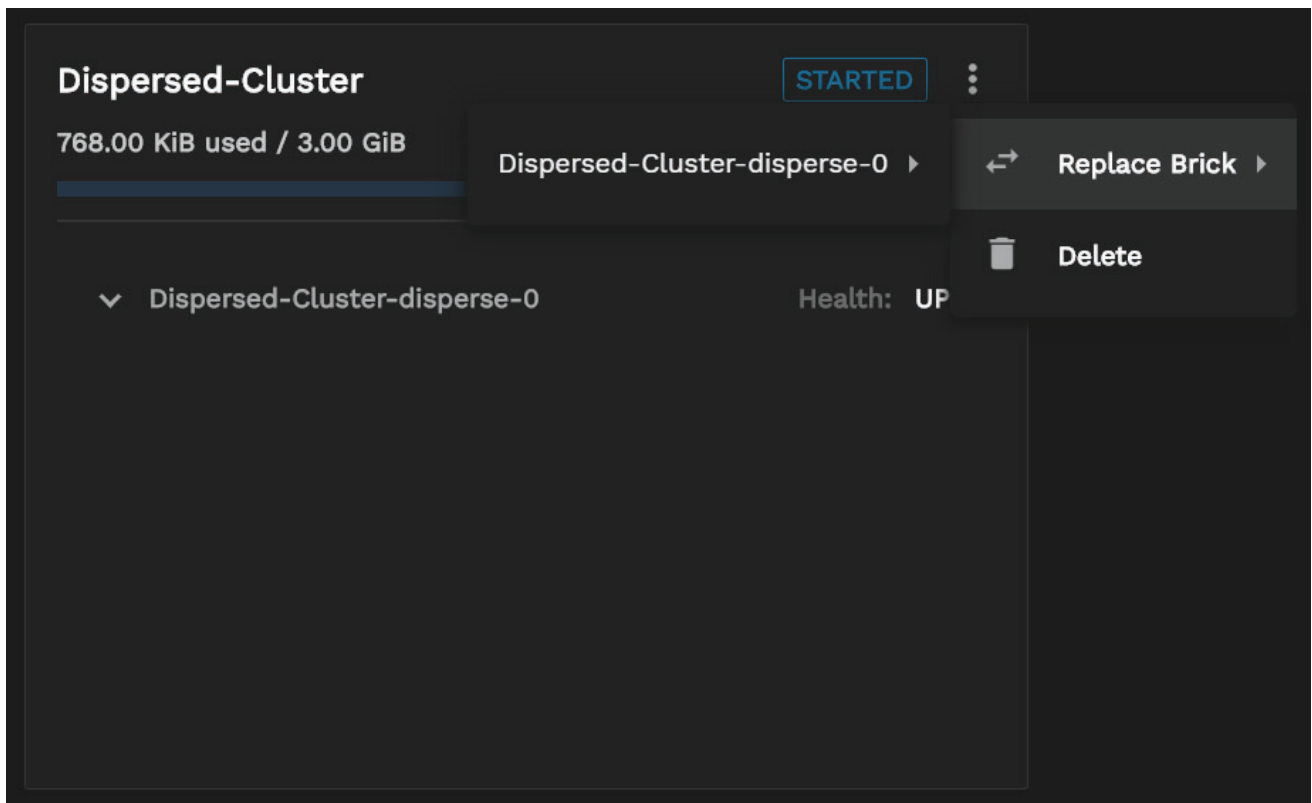 Dispersed-Cluster
STARTED
768.00 KiB used / 3.00 GiB
Dispersed-Cluster-disperse-0
Replace Brick
Delete
Dispersed-Cluster-disperse-0
Health: UP